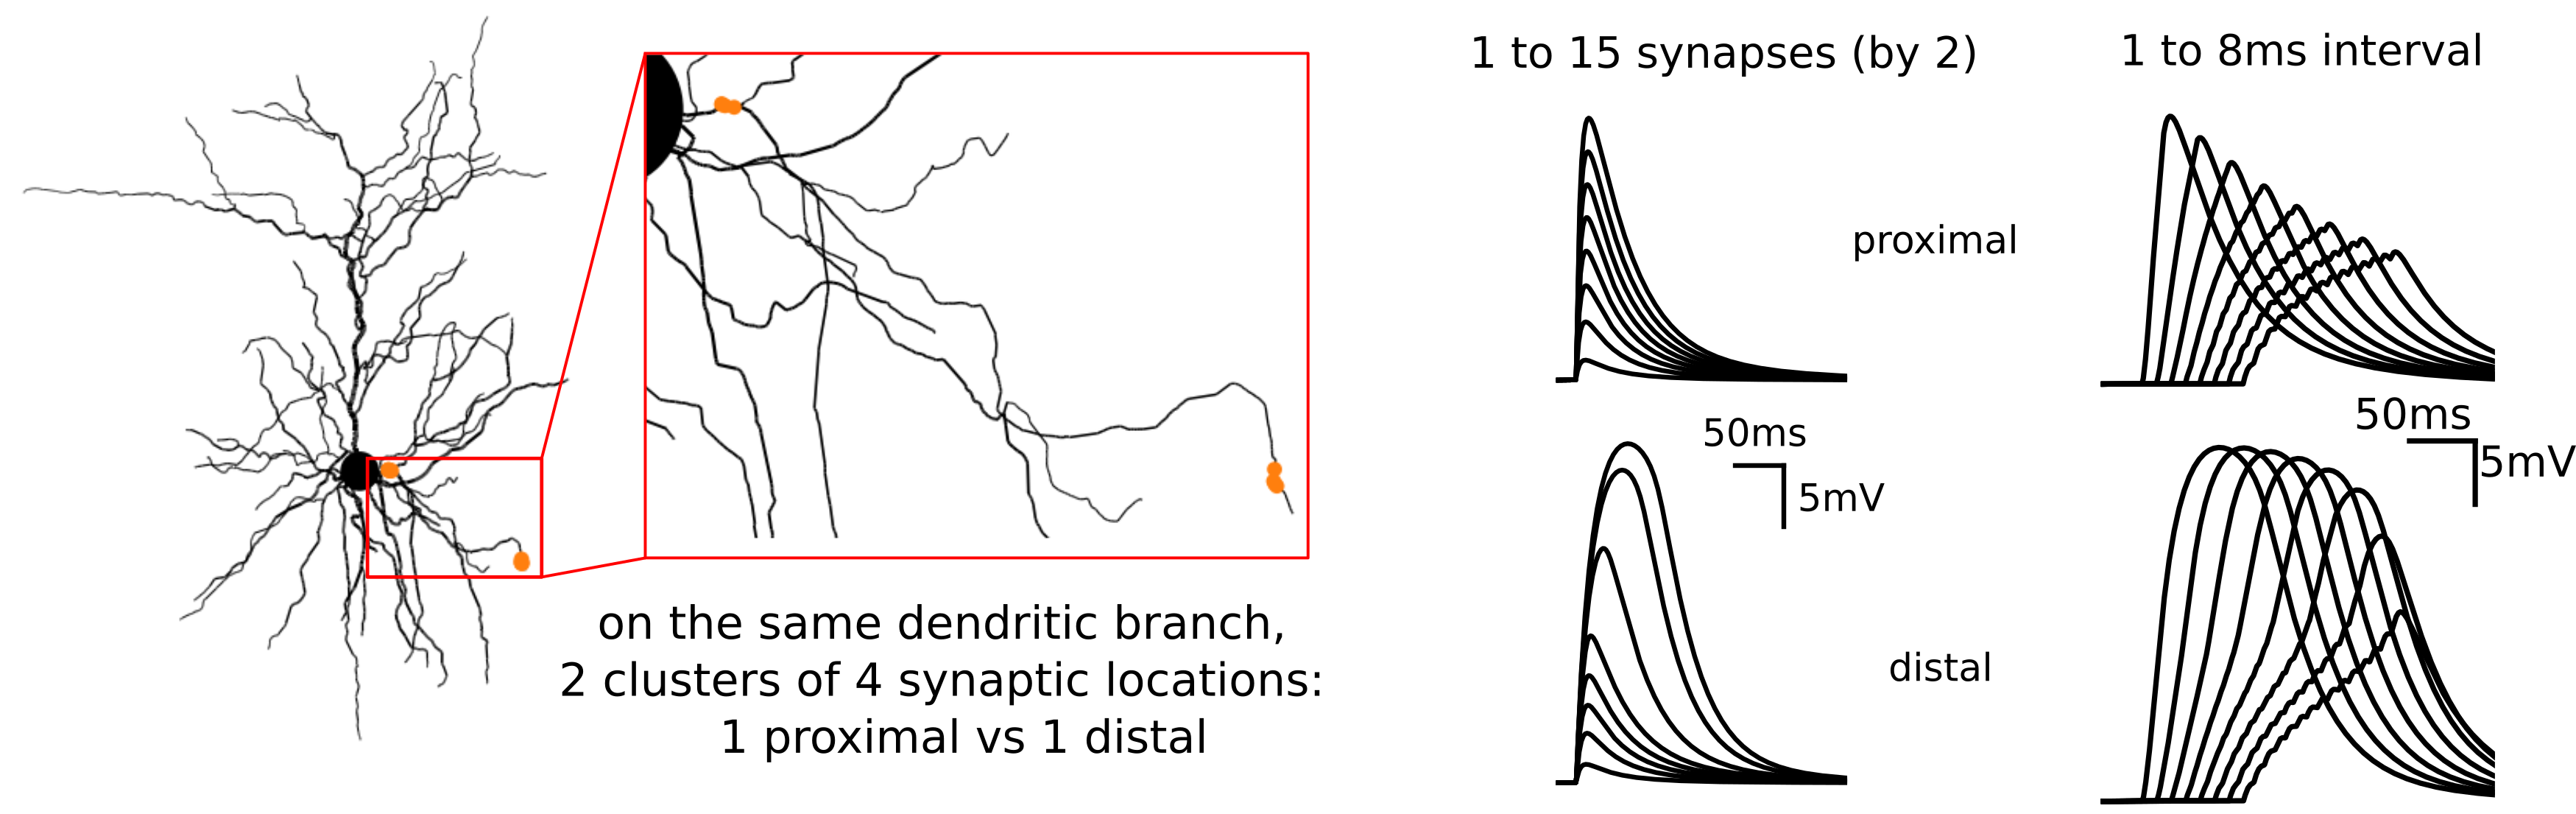 1 to 15 synapses (by 2)
1 to 8ms interval
proximal
50ms
5mV
50ms
5mV
distal
on the same dendritic branch,
2 clusters of 4 synaptic locations:
1 proximal vs 1 distal